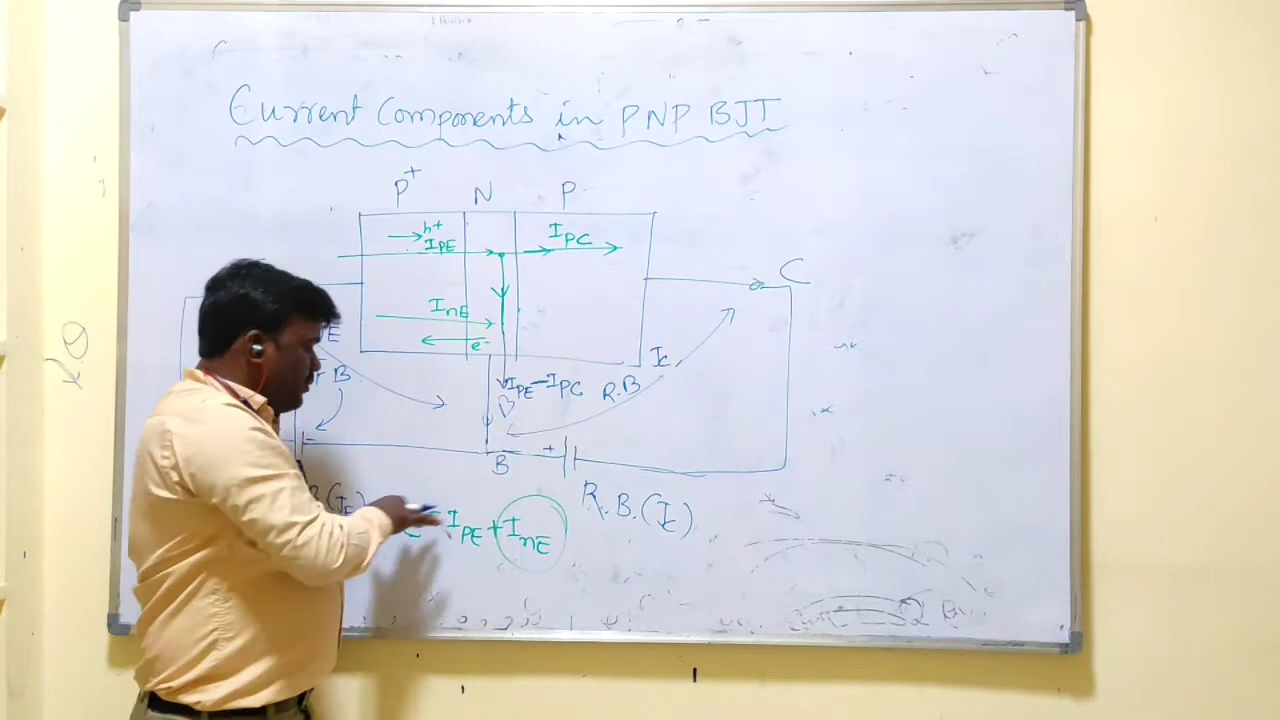 Current Components in PNP BJT
P+ N P
h+
IPE IPC
InE
e-
E
B
IPE-IPC R.B IC
C
B
B +
R.B.(IC)
IPE+InE